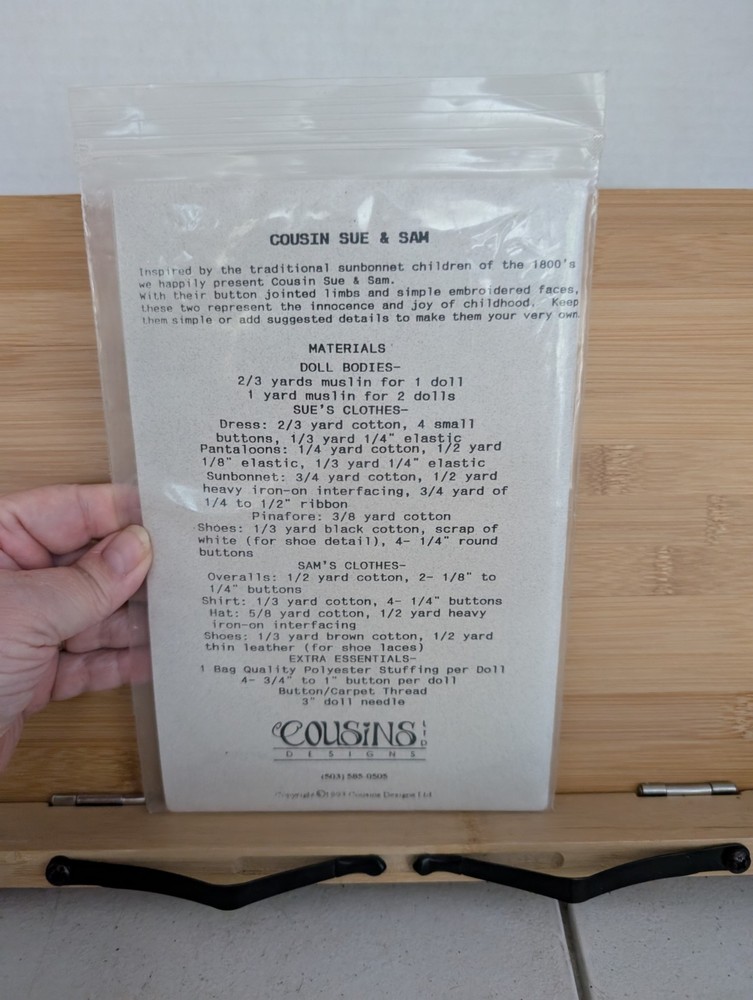 COUSIN SUE & SAM
Inspired by the traditional sunbonnet children of the 1800's
we happily present Cousin Sue & Sam.
With their button jointed limbs and simple embroidered faces,
these two represent the innocence and joy of childhood. Keep
them simple or add suggested details to make them your very own.
MATERIALS
DOLL BODIES-
2/3 yards muslin for 1 doll
1 yard muslin for 2 dolls
SUE'S CLOTHES-
Dress: 2/3 yard cotton, 4 small
buttons, 1/3 yard 1/4" elastic
Pantaloons: 1/4 yard cotton, 1/2 yard
1/8" elastic, 1/3 yard 1/4" elastic
Sunbonnet: 3/4 yard cotton, 1/2 yard
heavy iron-on interfacing, 3/4 yard of
1/4 to 1/2" ribbon
Pinafore: 3/8 yard cotton
Shoes: 1/3 yard black cotton, scrap of
white (for shoe detail), 4- 1/4" round
buttons
SAM'S CLOTHES-
Overalls: 1/2 yard cotton, 2- 1/8" to
1/4" buttons
Shirt: 1/3 yard cotton, 4- 1/4" buttons
Hat: 5/8 yard cotton, 1/2 yard heavy
iron-on interfacing
Shoes: 1/3 yard brown cotton, 1/2 yard
thin leather (for shoe laces)
EXTRA ESSENTIALS-
1 Bag Quality Polyester Stuffing per Doll
4- 3/4" to 1" button per doll
Button/Carpet Thread
3" doll needle
COUSINS LTD
DESIGNS
(503) 585-0505
Copyright © 1993 Cousins Designs Ltd.